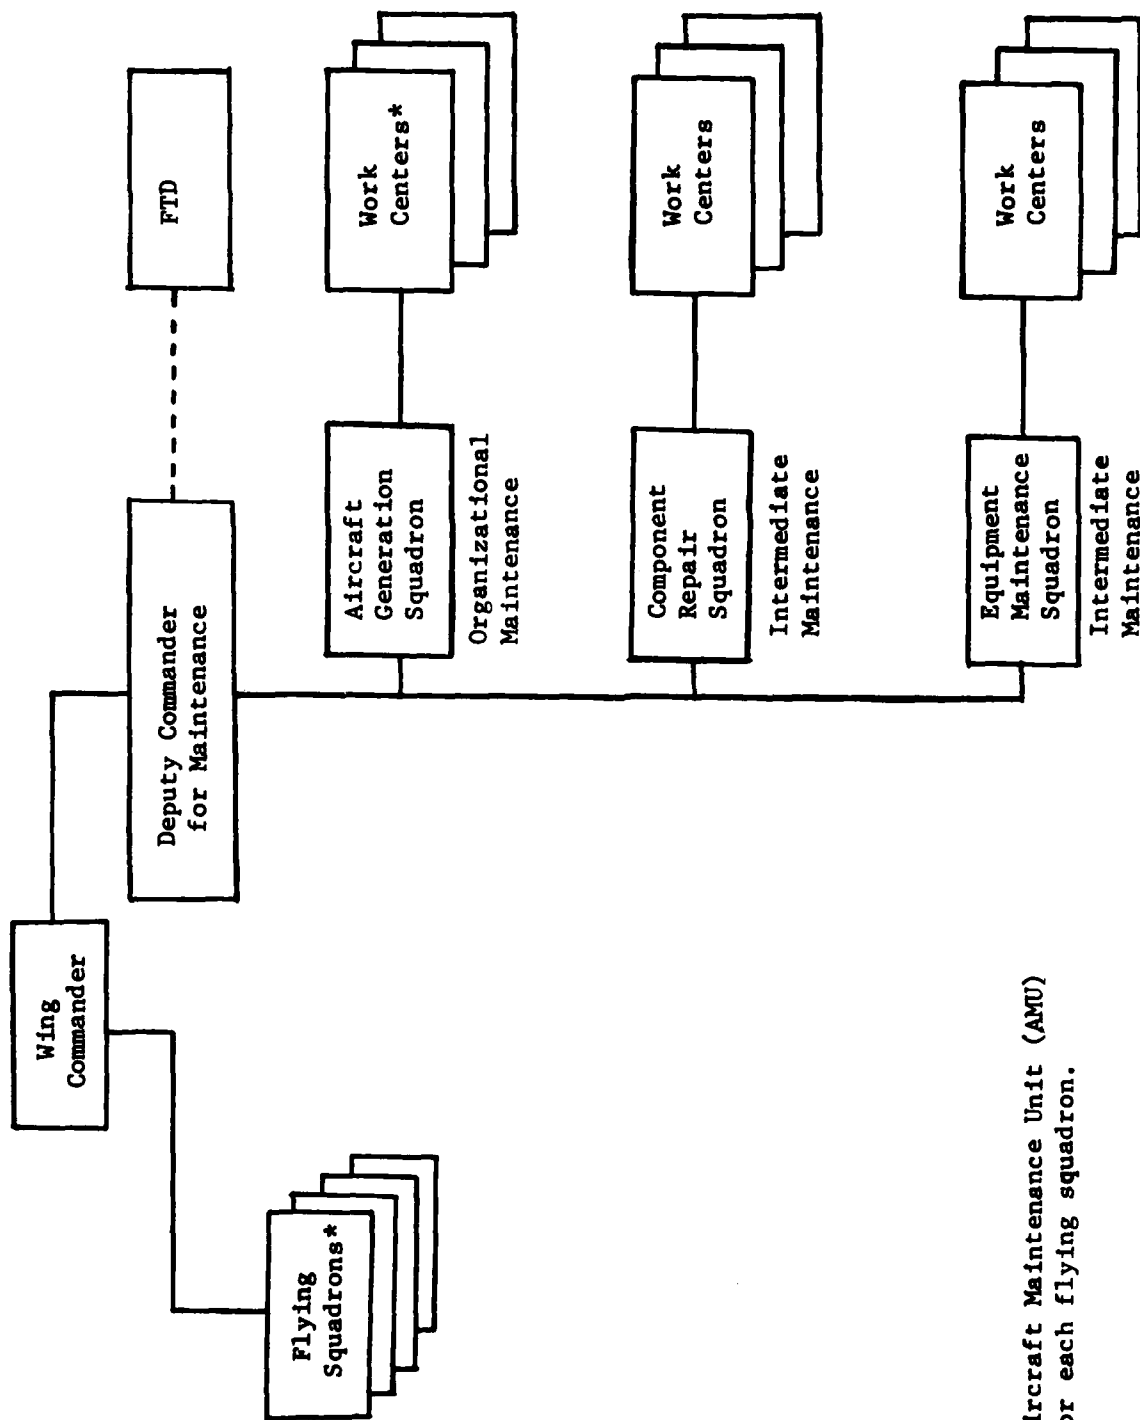 Wing
Commander
Flying
Squadrons*
Deputy Commander
for Maintenance
FTD
Aircraft
Generation
Squadron
Organizational
Maintenance
Work
Centers*
Component
Repair
Squadron
Intermediate
Maintenance
Work
Centers
Equipment
Maintenance
Squadron
Intermediate
Maintenance
Work
Centers
ircraft Maintenance Unit (AMU)
or each flying squadron.